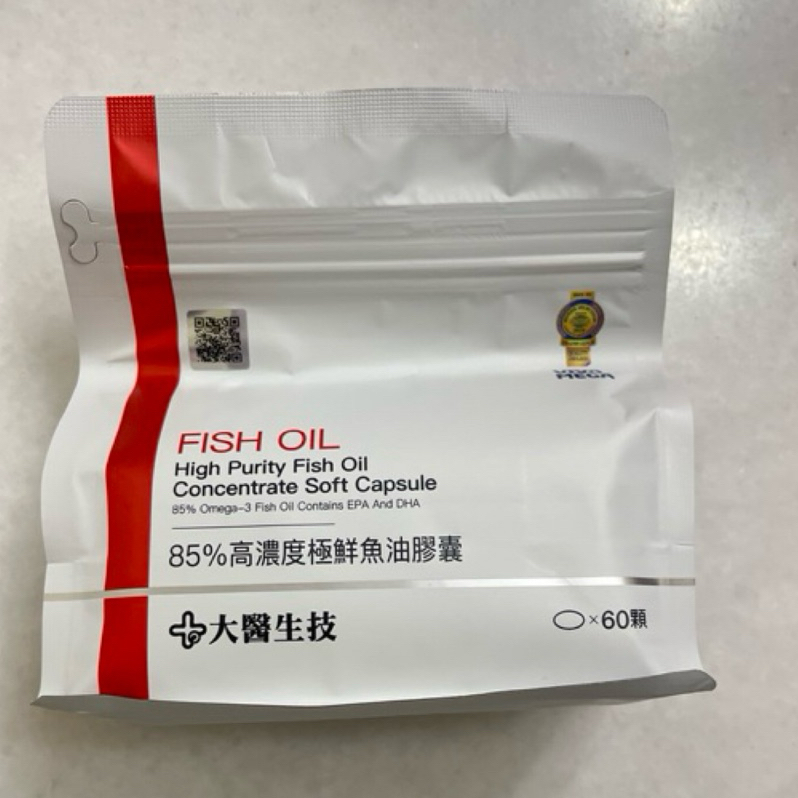 MEGA
FISH OIL
High Purity Fish Oil
Concentrate Soft Capsule
85% Omega-3 Fish Oil Contains EPA And DHA
85%高濃度極鮮魚油膠囊
大醫生技
×60顆